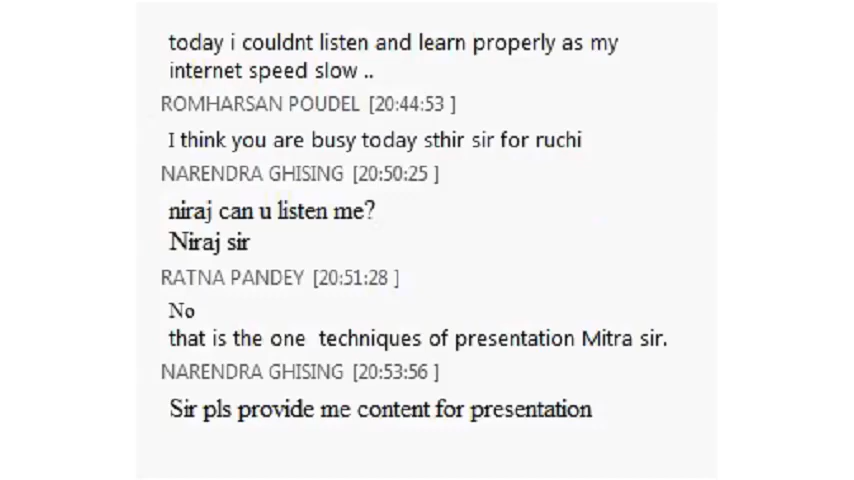 today i couldnt listen and learn properly as my
internet speed slow ..
ROMHARSAN POUDEL [20:44:53 ]
I think you are busy today sthir sir for ruchi
NARENDRA GHISING [20:50:25 ]
niraj can u listen me?
Niraj sir
RATNA PANDEY [20:51:28 ]
No
that is the one  techniques of presentation Mitra sir.
NARENDRA GHISING [20:53:56 ]
Sir pls provide me content for presentation